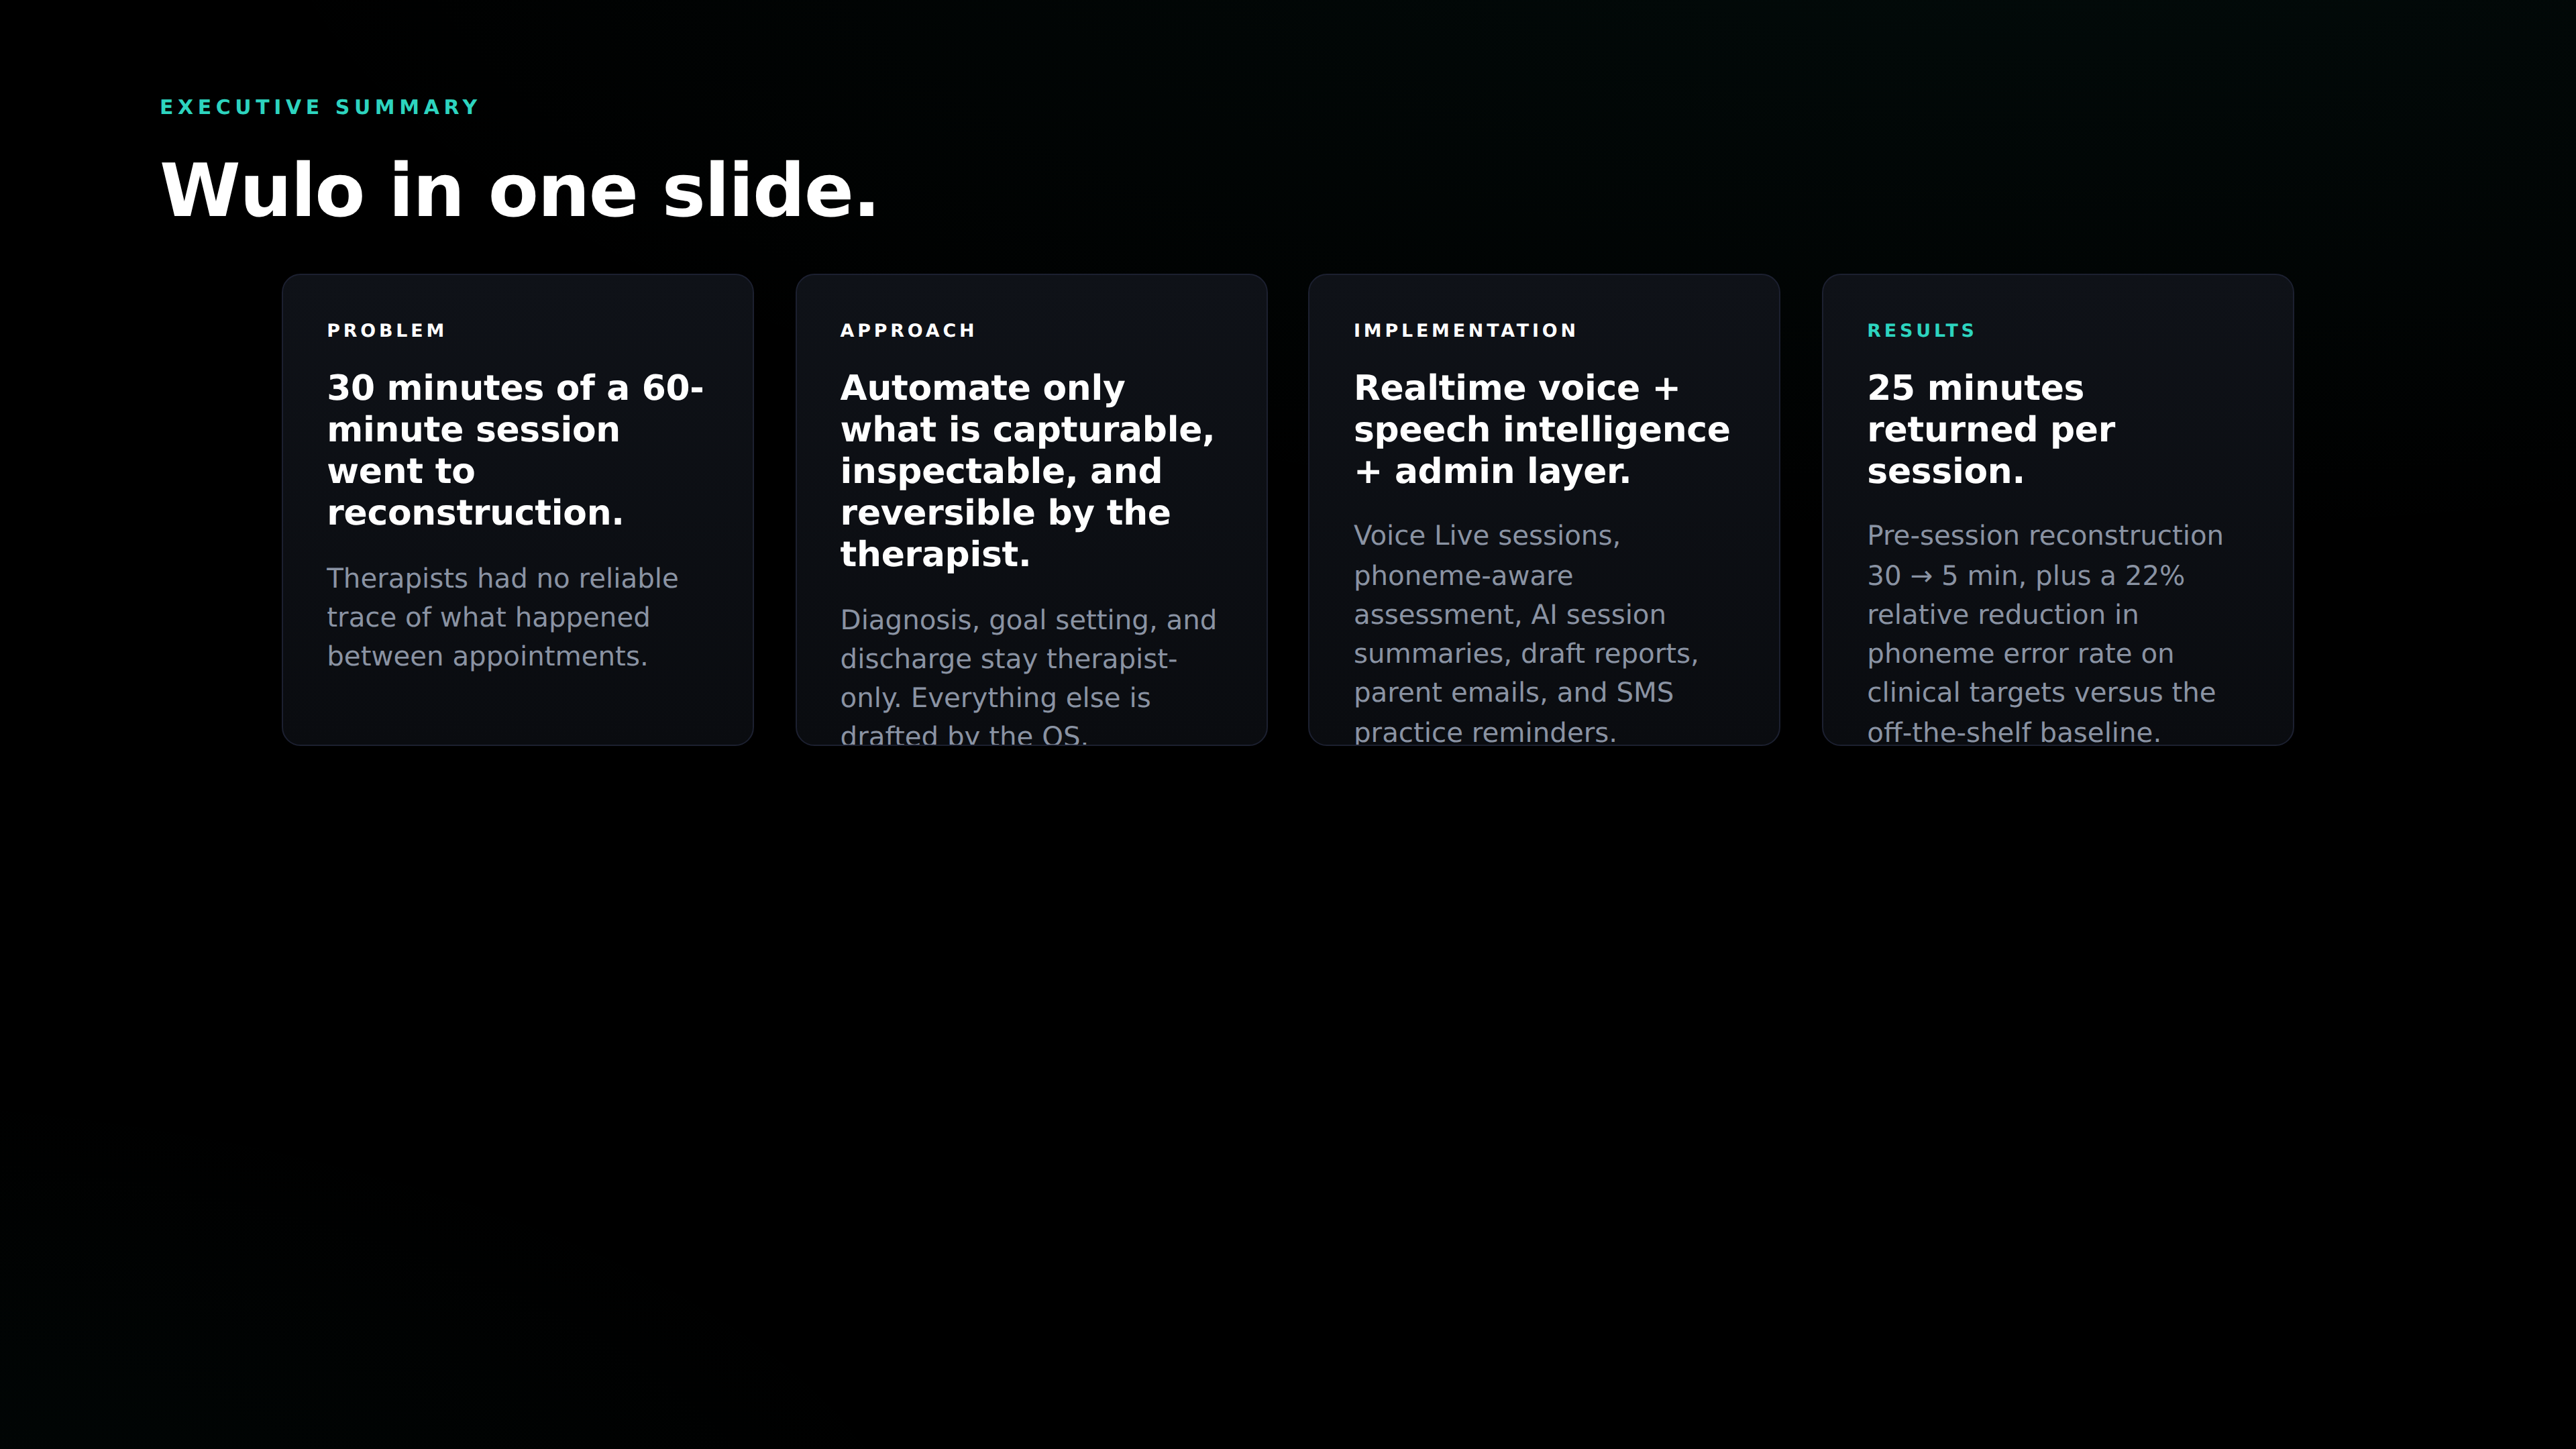 EXECUTIVE SUMMARY
Wulo in one slide.
PROBLEM
30 minutes of a 60-
minute session
went to
reconstruction.
Therapists had no reliable
trace of what happened
between appointments.
APPROACH
Automate only
what is capturable,
inspectable, and
reversible by the
therapist.
Diagnosis, goal setting, and
discharge stay therapist-
only. Everything else is
drafted by the OS.
IMPLEMENTATION
Realtime voice +
speech intelligence
+ admin layer.
Voice Live sessions,
phoneme-aware
assessment, AI session
summaries, draft reports,
parent emails, and SMS
practice reminders.
RESULTS
25 minutes
returned per
session.
Pre-session reconstruction
30 → 5 min, plus a 22%
relative reduction in
phoneme error rate on
clinical targets versus the
off-the-shelf baseline.